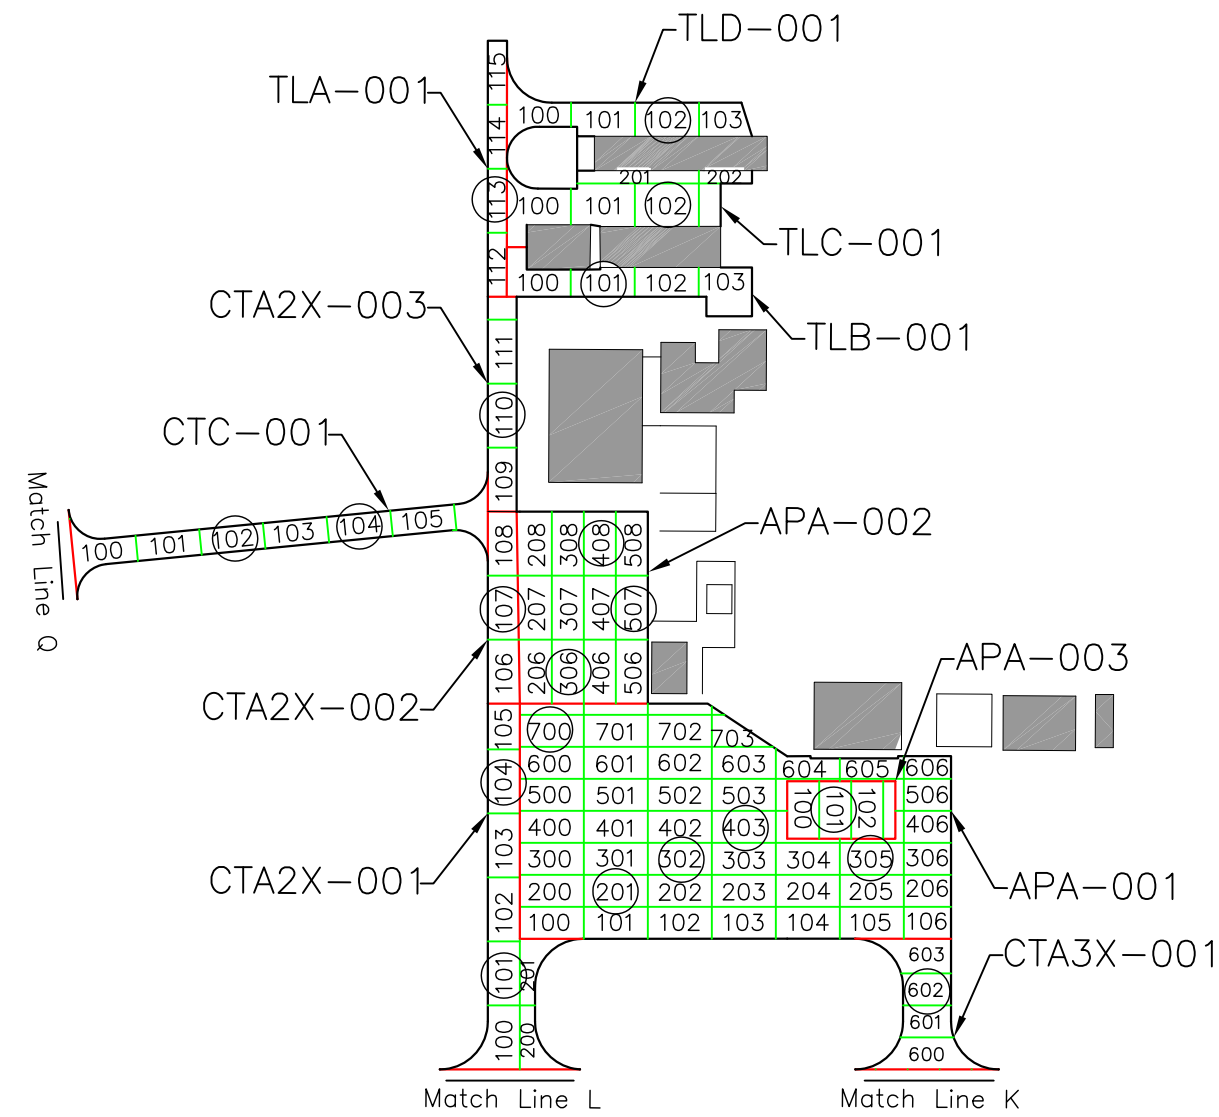 TLD-001
TLA-001
115
114
113
112
100 101 102 103
201 202
100 101 102
TLC-001
100 101 102 103
TLB-001
CTA2X-003
111
110
109
CTC-001
Match Line Q
100 101 102 103 104 105
APA-002
108 208 308 408 508
107 207 307 407 507
106 206 306 406 506
CTA2X-002
APA-003
105
104
103
102
101
100
201
200
700 701 702 703
600 601 602 603 604 605 606
500 501 502 503 506
100 101 102
400 401 402 403 406
300 301 302 303 304 305 306
200 201 202 203 204 205 206
100 101 102 103 104 105 106
CTA2X-001
APA-001
CTA3X-001
603
602
601
600
Match Line L
Match Line K